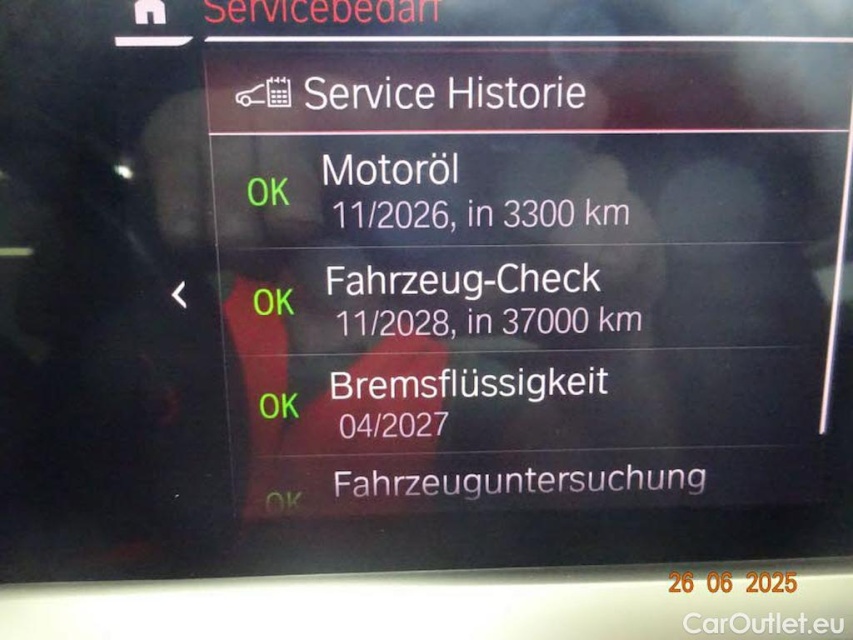 Servicebedarf
Service Historie
OK Motoröl
11/2026, in 3300 km
OK Fahrzeug-Check
11/2028, in 37000 km
OK Bremsflüssigkeit
04/2027
OK Fahrzeuguntersuchung
26 06 2025
CarOutlet.eu